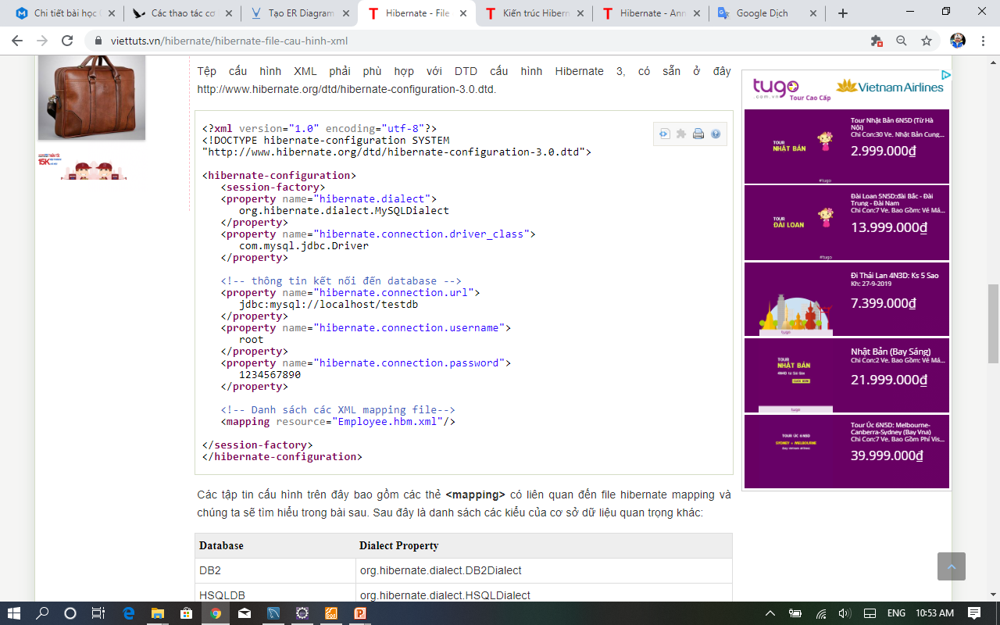 Chi tiết bài học
Các thao tác cơ
Tạo ER Diagram
Hibernate - File
Kiến trúc Hibern
Hibernate - Ann
Google Dịch
viettuts.vn/hibernate/hibernate-file-cau-hinh-xml
Tệp cấu hình XML phải phù hợp với DTD cấu hình Hibernate 3, có sẵn ở đây
http://www.hibernate.org/dtd/hibernate-configuration-3.0.dtd.
<?xml version="1.0" encoding="utf-8"?>
<!DOCTYPE hibernate-configuration SYSTEM
"http://www.hibernate.org/dtd/hibernate-configuration-3.0.dtd">
<hibernate-configuration>
<session-factory>
<property name="hibernate.dialect">
org.hibernate.dialect.MySQLDialect
</property>
<property name="hibernate.connection.driver_class">
com.mysql.jdbc.Driver
</property>
<!-- thông tin kết nối đến database -->
<property name="hibernate.connection.url">
jdbc:mysql://localhost/testdb
</property>
<property name="hibernate.connection.username">
root
</property>
<property name="hibernate.connection.password">
1234567890
</property>
<!-- Danh sách các XML mapping file-->
<mapping resource="Employee.hbm.xml"/>
</session-factory>
</hibernate-configuration>
Các tập tin cấu hình trên đây bao gồm các thẻ <mapping> có liên quan đến file hibernate mapping và
chúng ta sẽ tìm hiểu trong bài sau. Sau đây là danh sách các kiểu của cơ sở dữ liệu quan trọng khác:
Database Dialect Property
DB2 org.hibernate.dialect.DB2Dialect
HSQLDB org.hibernate.dialect.HSQLDialect
15K
tugo
com.vn Tour Cao Cấp
Vietnam Airlines
TOUR
NHẬT BẢN
#tugo
Tour Nhật Bản 6N5D (Từ Hà
Nội)
Chỉ Còn:30 Ve. Nhật Bản Cung...
2.999.000₫
TOUR
ĐÀI LOAN
#tugo
Đài Loan 5N5D:đài Bắc - Đài
Trung - Đài Nam
Chỉ Còn:7 Ve. Bao Gồm: Vé Má...
13.999.000₫
tugo
Đi Thái Lan 4N3D: Ks 5 Sao
Kh: 27-9-2019
7.399.000₫
TOUR
NHẬT BẢN
tugo
Nhật Bản (Bay Sáng)
Chỉ Còn:2 Ve. Bao Gồm: Vé Má...
21.999.000₫
TOUR ÚC 6N5D
SYDNEY + MELBOURNE
Tour Úc 6N5D: Melbourne-
Canberra-Sydney (Bay Vna)
Chỉ Còn:7 Ve. Bao Gồm Phí Vis...
39.999.000₫
ENG
10:53 AM